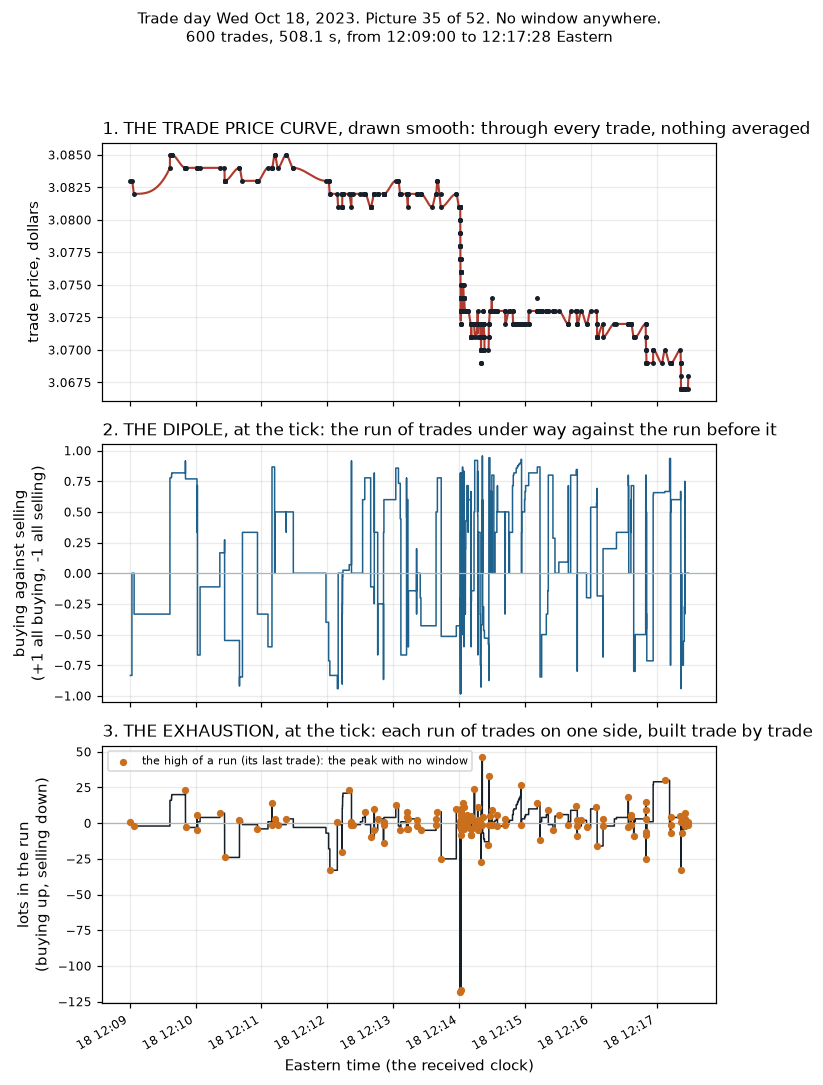 Trade day Wed Oct 18, 2023. Picture 35 of 52. No window anywhere.
600 trades, 508.1 s, from 12:09:00 to 12:17:28 Eastern
1. THE TRADE PRICE CURVE, drawn smooth: through every trade, nothing averaged
trade price, dollars
3.0850
3.0825
3.0800
3.0775
3.0750
3.0725
3.0700
3.0675
2. THE DIPOLE, at the tick: the run of trades under way against the run before it
buying against selling
(+1 all buying, -1 all selling)
1.00
0.75
0.50
0.25
0.00
−0.25
−0.50
−0.75
−1.00
3. THE EXHAUSTION, at the tick: each run of trades on one side, built trade by trade
the high of a run (its last trade): the peak with no window
lots in the run
(buying up, selling down)
50
25
0
−25
−50
−75
−100
−125
18 12:09
18 12:10
18 12:11
18 12:12
18 12:13
18 12:14
18 12:15
18 12:16
18 12:17
Eastern time (the received clock)